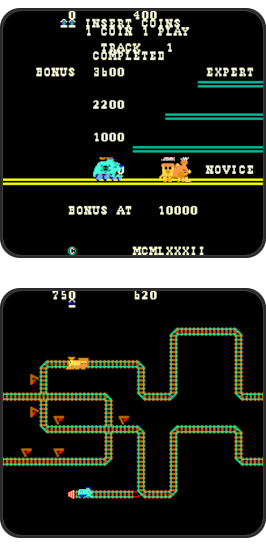 0 400
INSERT COINS
1 COIN 1 PLAY
TRACK 1
COMPLETED
BONUS 3600 EXPERT
2200
1000
NOVICE
BONUS AT 10000
© MCMLXXXII
750 620